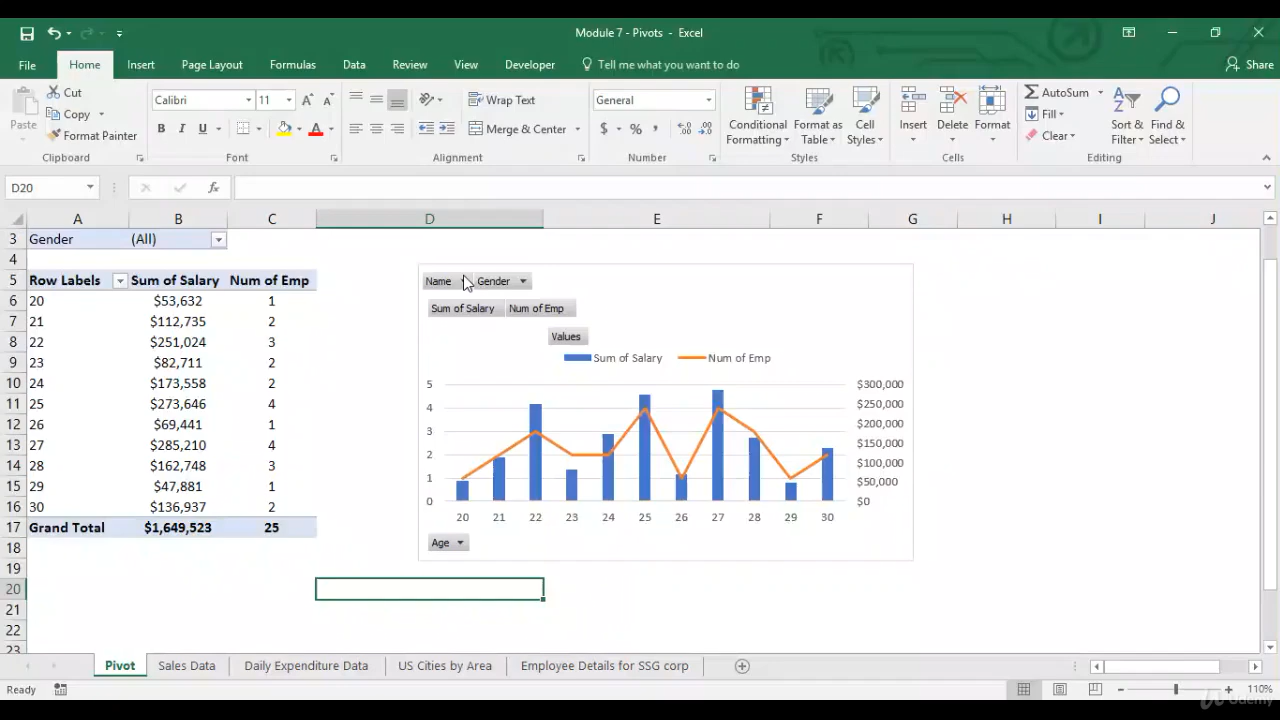 Module 7 - Pivots - Excel
File Home Insert Page Layout Formulas Data Review View Developer Tell me what you want to do Share
Paste Cut Copy Format Painter
Calibri 11
B I U A
Wrap Text
Merge & Center
General
$ % ,
Conditional Formatting
Format as Table
Cell Styles
Insert Delete Format
AutoSum
Fill
Clear
Sort & Filter
Find & Select
Clipboard Font Alignment Number Styles Cells Editing
D20 fx
A B C D E F G H I J
3 Gender (All)
4
5 Row Labels Sum of Salary Num of Emp
6 20 $53,632 1
7 21 $112,735 2
8 22 $251,024 3
9 23 $82,711 2
10 24 $173,558 2
11 25 $273,646 4
12 26 $69,441 1
13 27 $285,210 4
14 28 $162,748 3
15 29 $47,881 1
16 30 $136,937 2
17 Grand Total $1,649,523 25
18
19
20
21
22
23
Name Gender
Sum of Salary Num of Emp
Values
Sum of Salary Num of Emp
5 $300,000
4 $250,000
3 $200,000
$150,000
2 $100,000
1 $50,000
0 $0
20 21 22 23 24 25 26 27 28 29 30
Age
Pivot Sales Data Daily Expenditure Data US Cities by Area Employee Details for SSG corp
Ready 110%
Udemy